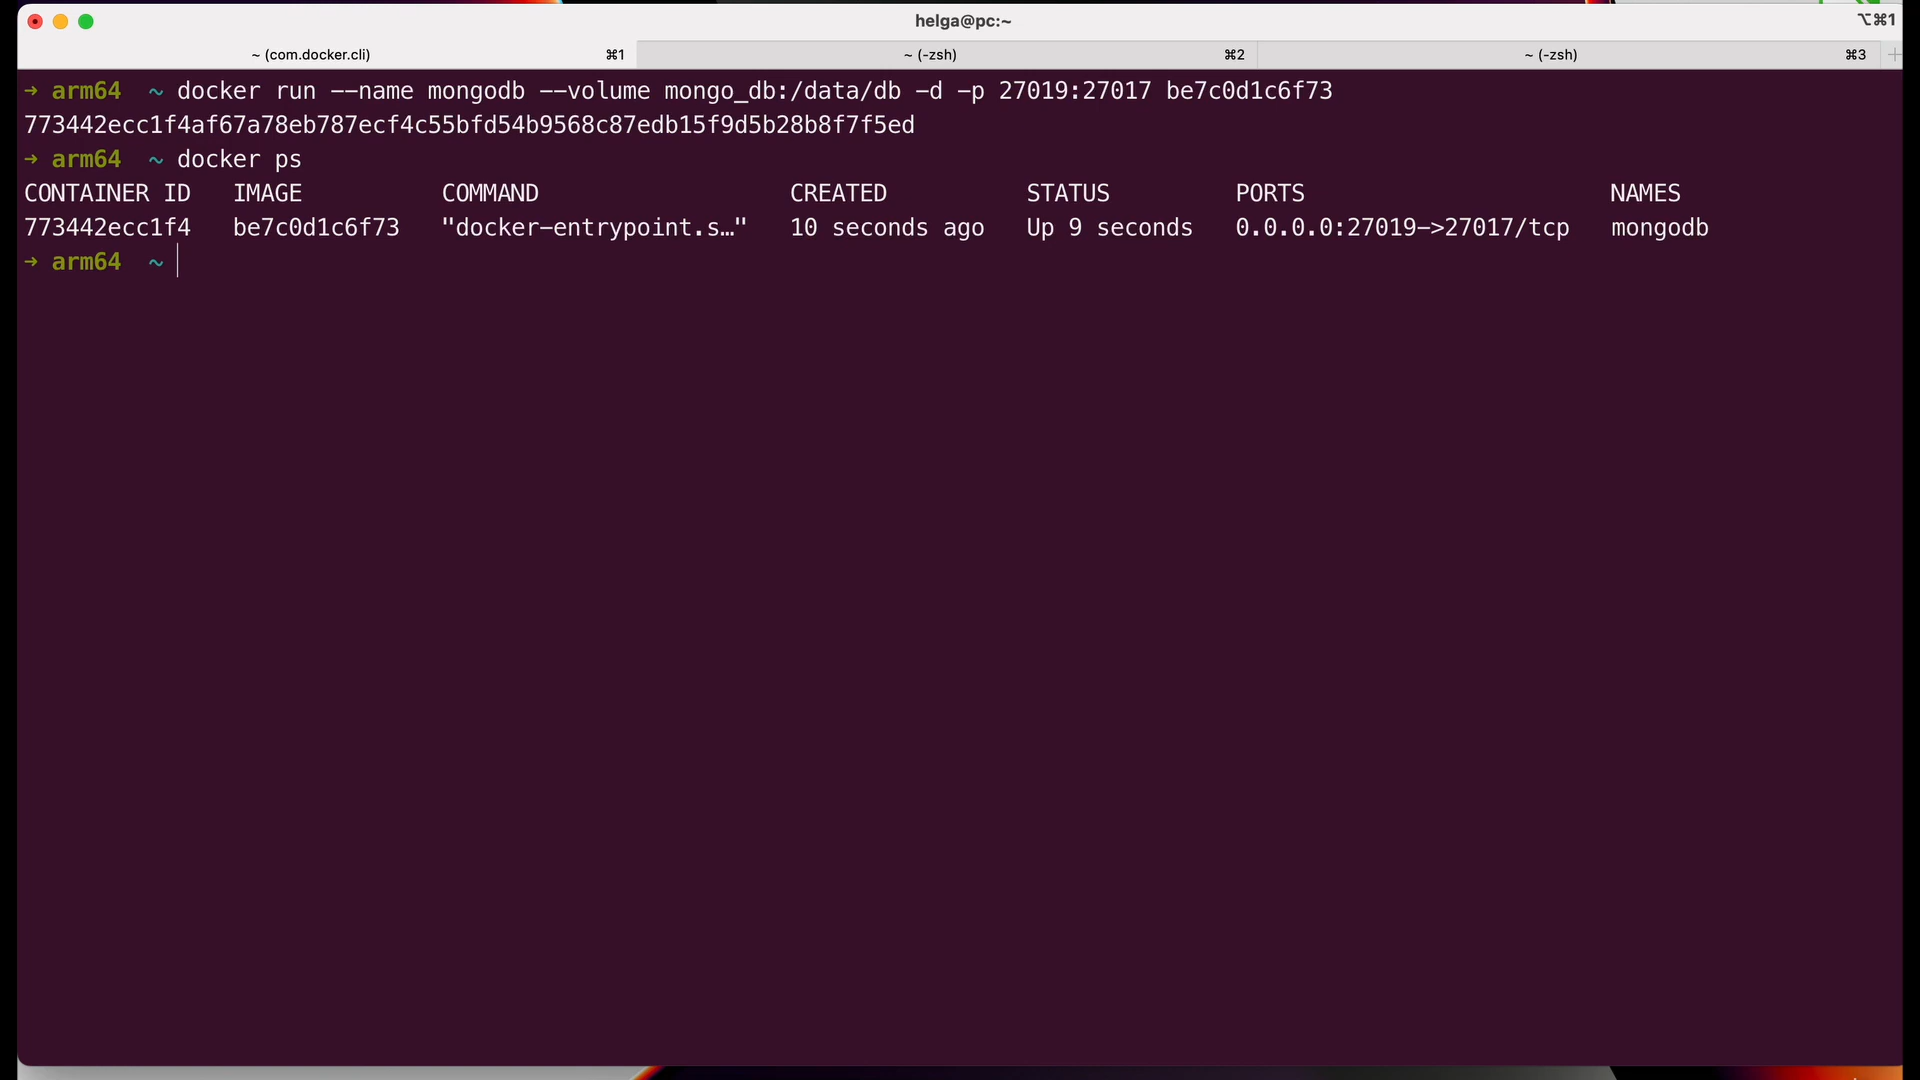 helga@pc:~
⌥⌘1
~ (com.docker.cli) ⌘1 ~ (-zsh) ⌘2 ~ (-zsh) ⌘3
→ arm64 ~ docker run --name mongodb --volume mongo_db:/data/db -d -p 27019:27017 be7c0d1c6f73
773442ecc1f4af67a78eb787ecf4c55bfd54b9568c87edb15f9d5b28b8f7f5ed
→ arm64 ~ docker ps
CONTAINER ID IMAGE COMMAND CREATED STATUS PORTS NAMES
773442ecc1f4 be7c0d1c6f73 "docker-entrypoint.s…" 10 seconds ago Up 9 seconds 0.0.0.0:27019->27017/tcp mongodb
→ arm64 ~